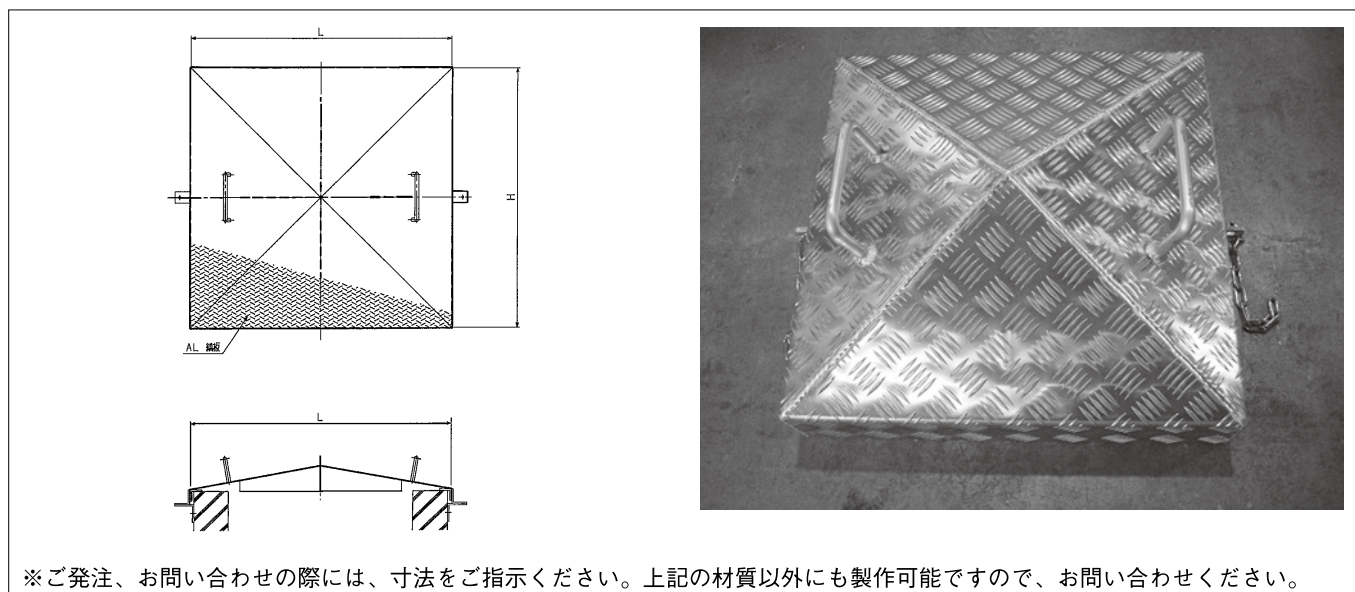 L
H
AL 縞板
L
※ご発注、お問い合わせの際には、寸法をご指示ください。上記の材質以外にも製作可能ですので、お問い合わせください。